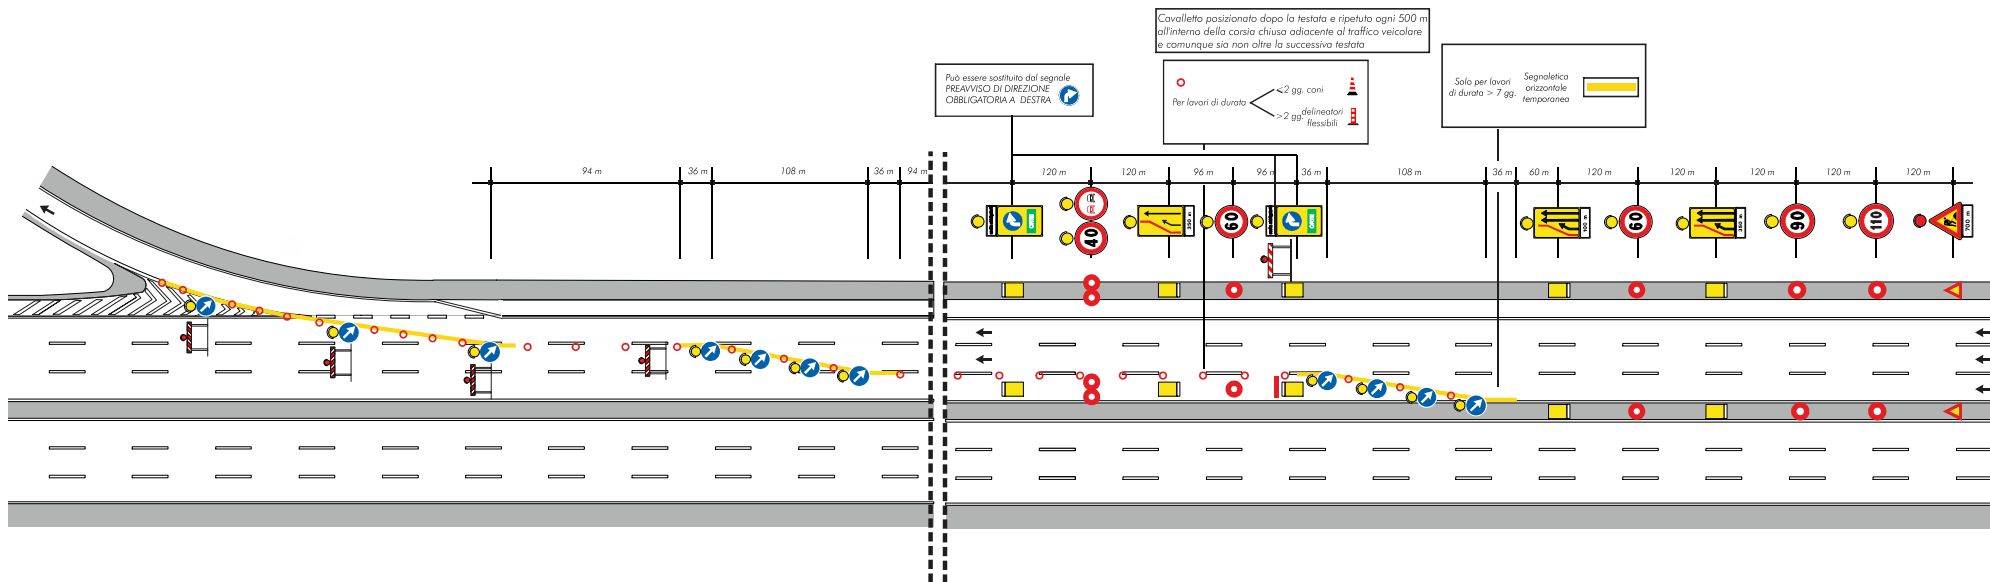 Cavalletto posizionato dopo la testata e ripetuto ogni 500 m
all'interno della corsia chiusa adiacente al traffico veicolare
e comunque sia non oltre la successiva testata
Può essere sostituito dal segnale
PREAVVISO DI DIREZIONE
OBBLIGATORIA A DESTRA
Per lavori di durata
⩽2 gg. coni
>2 gg. delineatori
flessibili
Solo per lavori
di durata > 7 gg.
Segnaletica
orizzontale
temporanea
94 m
36 m
108 m
36 m
94 m
120 m
120 m
96 m
96 m
36 m
108 m
36 m
60 m
120 m
120 m
120 m
120 m
120 m
40
350 m
60
100 m
60
350 m
90
110
700 m